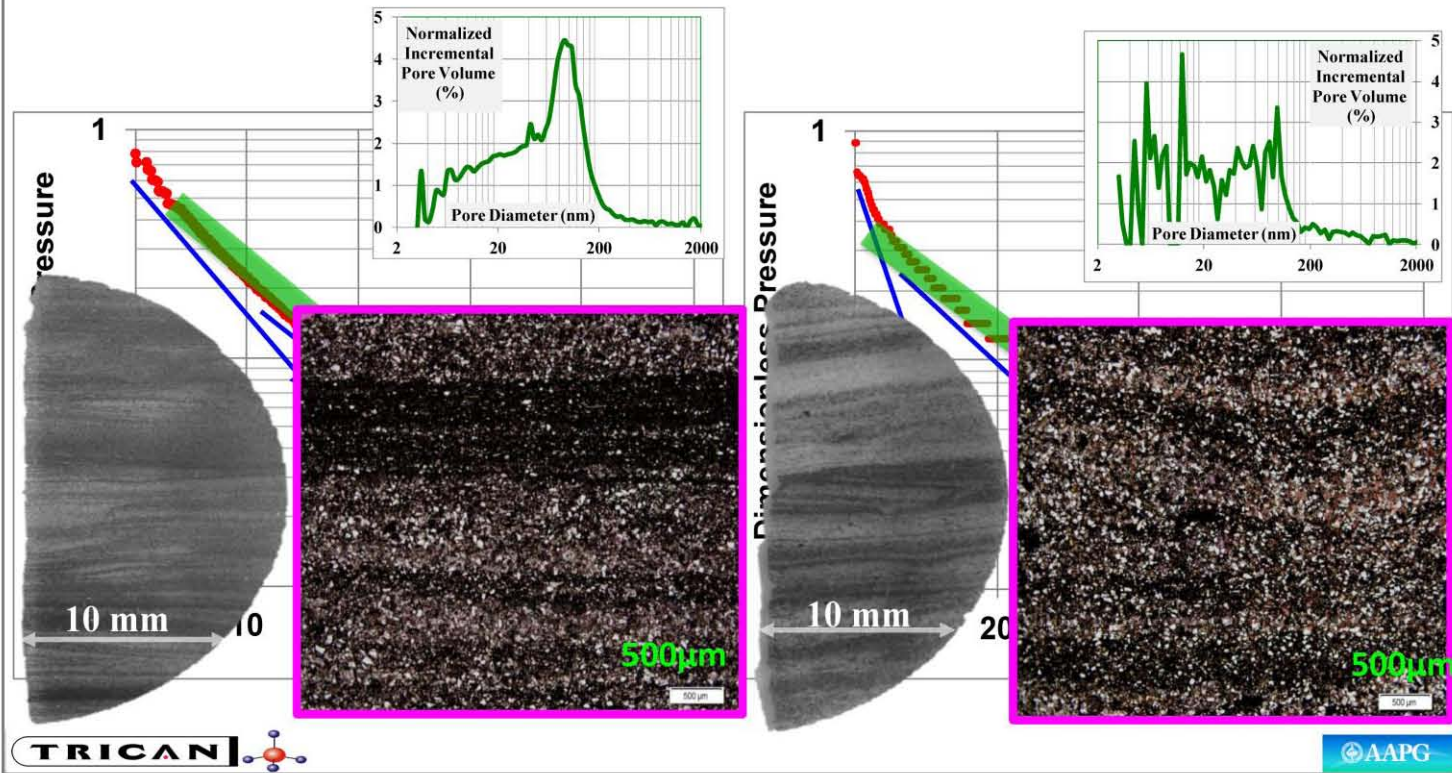 5
4
3
2
1
0
Normalized
Incremental
Pore Volume
(%)
Pore Diameter (nm)
2 20 200 2000
1
10 mm
10
500µm
500 µm
5
4
3
2
1
0
Normalized
Incremental
Pore Volume
(%)
Pore Diameter (nm)
2 20 200 2000
1
Dimensionless Pressure
10 mm
20
500µm
500 µm
TRICAN
AAPG